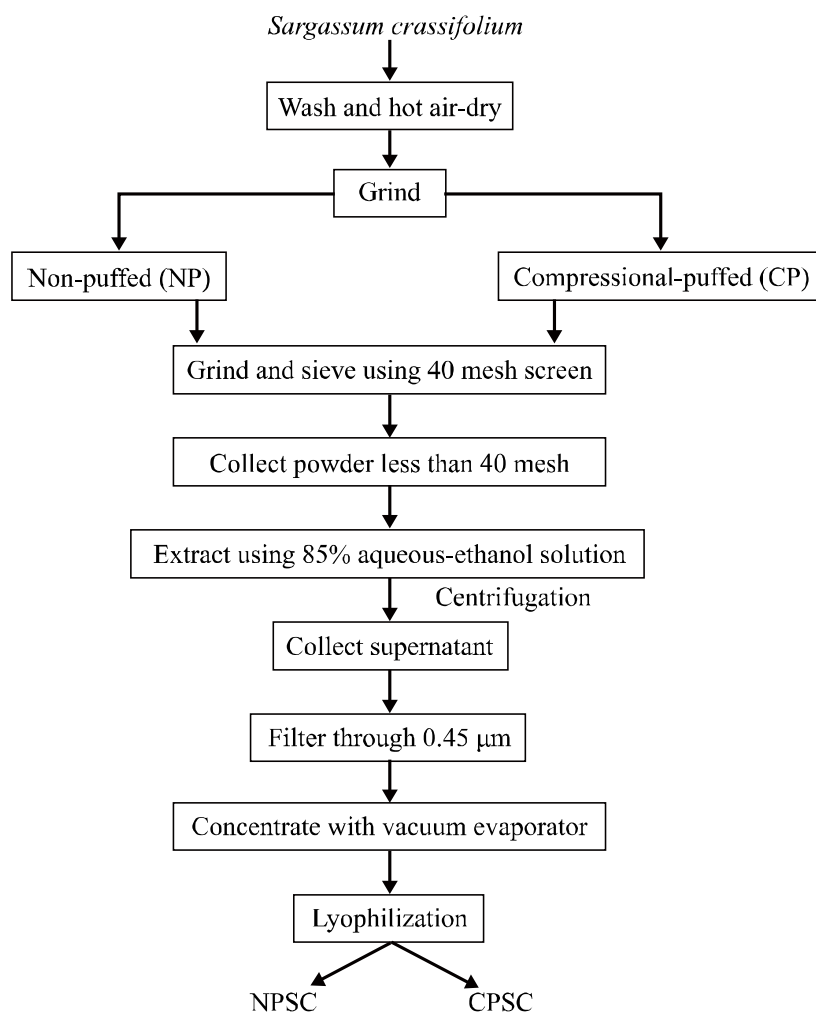 Sargassum crassifolium
Wash and hot air-dry
Grind
Non-puffed (NP)
Compressional-puffed (CP)
Grind and sieve using 40 mesh screen
Collect powder less than 40 mesh
Extract using 85% aqueous-ethanol solution
Centrifugation
Collect supernatant
Filter through 0.45 μm
Concentrate with vacuum evaporator
Lyophilization
NPSC
CPSC